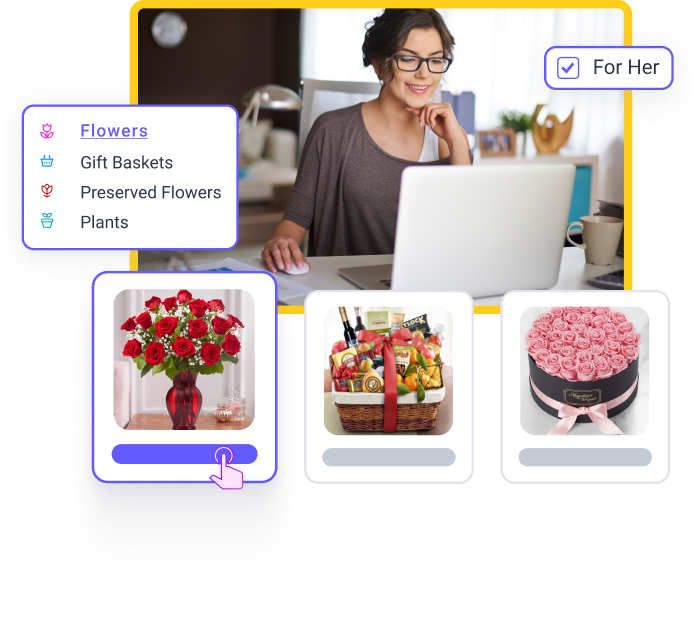 For Her
Flowers
Gift Baskets
Preserved Flowers
Plants